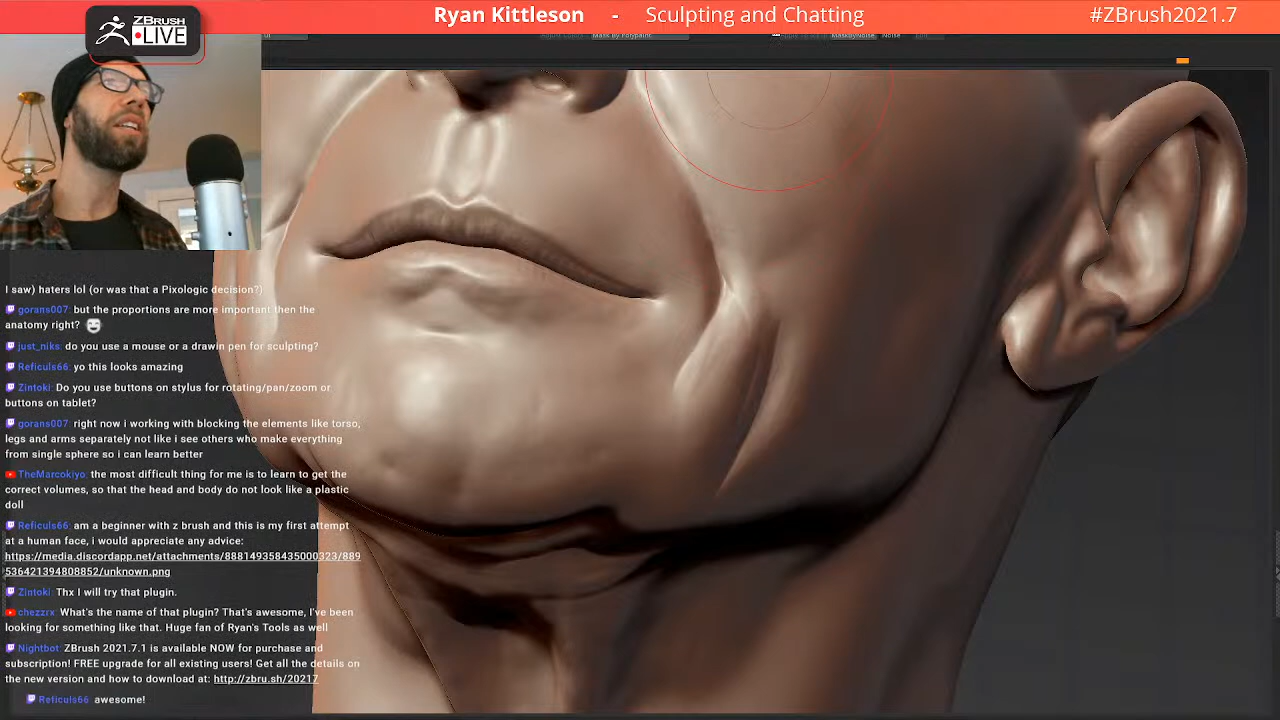 Ryan Kittleson - Sculpting and Chatting #ZBrush2021.7
ZBRUSH
LIVE
Mask By Polypaint
MaskByNoise Noise
I saw) haters lol (or was that a Pixologic decision?)
gorans007: but the proportions are more important then the
anatomy right?
just_niks: do you use a mouse or a drawin pen for sculpting?
Reficuls66: yo this looks amazing
Zintoki: Do you use buttons on stylus for rotating/pan/zoom or
buttons on tablet?
gorans007: right now i working with blocking the elements like torso,
legs and arms separately not like i see others who make everything
from single sphere so i can learn better
TheMarcokiyo: the most difficult thing for me is to learn to get the
correct volumes, so that the head and body do not look like a plastic
doll
Reficuls66: am a beginner with z brush and this is my first attempt
at a human face, i would appreciate any advice:
https://media.discordapp.net/attachments/888149358435000323/889
536421394808852/unknown.png
Zintoki: Thx I will try that plugin.
chezzrx: What's the name of that plugin? That's awesome, I've been
looking for something like that. Huge fan of Ryan's Tools as well
Nightbot: ZBrush 2021.7.1 is available NOW for purchase and
subscription! FREE upgrade for all existing users! Get all the details on
the new version and how to download at: http://zbru.sh/20217
Reficuls66: awesome!